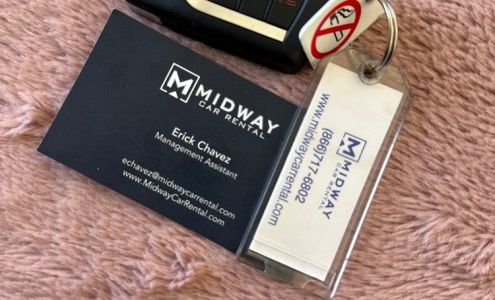 MIDWAY
CAR RENTAL
Erick Chavez
Management Assistant
echavez@midwaycarrental.com
www.MidwayCarRental.com
MIDWAY
CAR RENTAL
(866)717-6802
www.midwaycarrental.com